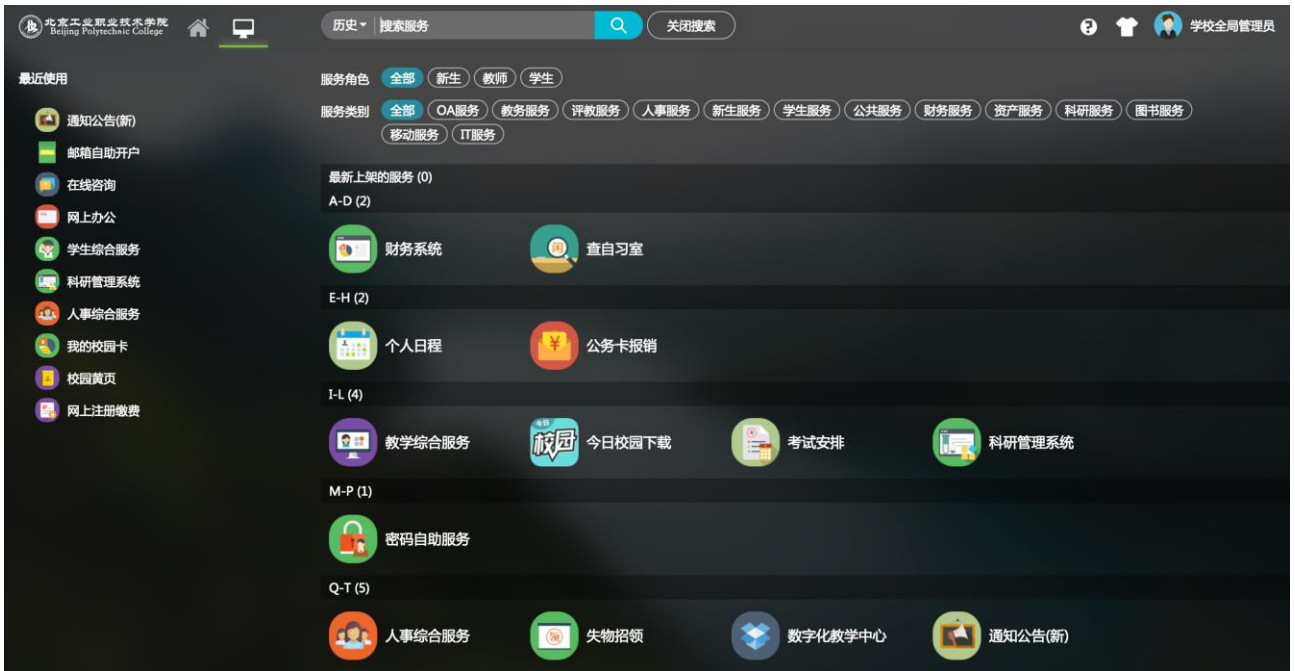 北京工业职业技术学院
Beijing Polytechnic College
历史 搜索服务 关闭搜索 学校全局管理员
最近使用
通知公告(新)
邮箱自助开户
在线咨询
网上办公
学生综合服务
科研管理系统
人事综合服务
我的校园卡
校园黄页
网上注册缴费
服务角色 全部 新生 教师 学生
服务类别 全部 OA服务 教务服务 评教服务 人事服务 新生服务 学生服务 公共服务 财务服务 资产服务 科研服务 图书服务
移动服务 IT服务
最新上架的服务 (0)
A-D (2)
财务系统 查自习室
E-H (2)
个人日程 公务卡报销
I-L (4)
教学综合服务 今日校园 今日校园下载 考试安排 科研管理系统
M-P (1)
密码自助服务
Q-T (5)
人事综合服务 失物招领 数字化教学中心 通知公告(新)